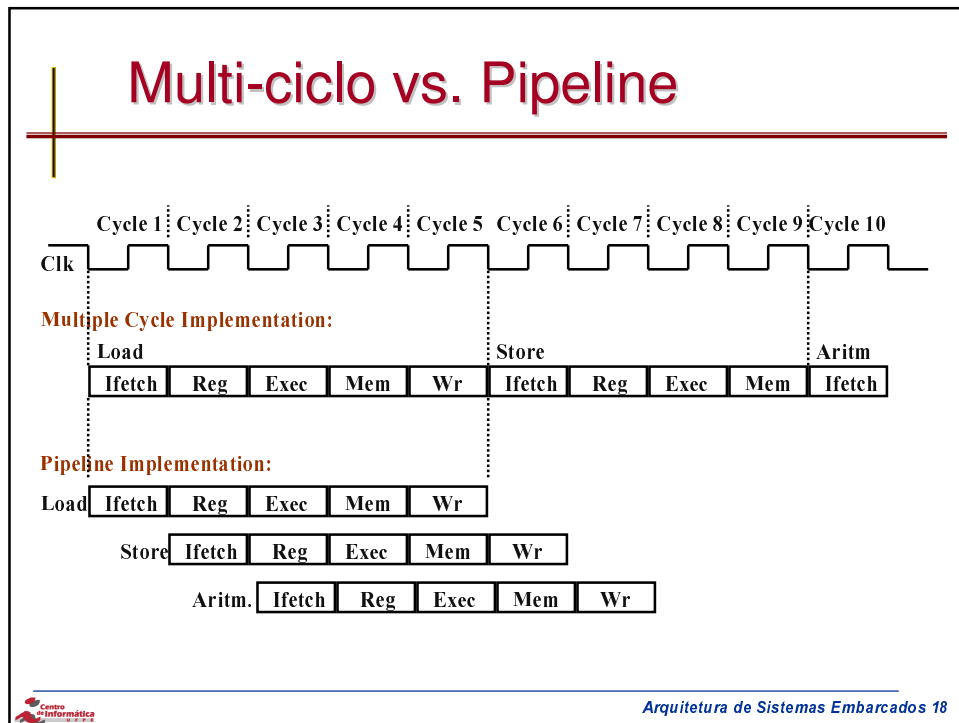 Multi-ciclo vs. Pipeline
Cycle 1 Cycle 2 Cycle 3 Cycle 4 Cycle 5 Cycle 6 Cycle 7 Cycle 8 Cycle 9 Cycle 10
Clk
Multiple Cycle Implementation:
Load Store Aritm
Ifetch Reg Exec Mem Wr Ifetch Reg Exec Mem Ifetch
Pipeline Implementation:
Load Ifetch Reg Exec Mem Wr
Store Ifetch Reg Exec Mem Wr
Aritm. Ifetch Reg Exec Mem Wr
Centro
de Informática
UFPE
Arquitetura de Sistemas Embarcados 18